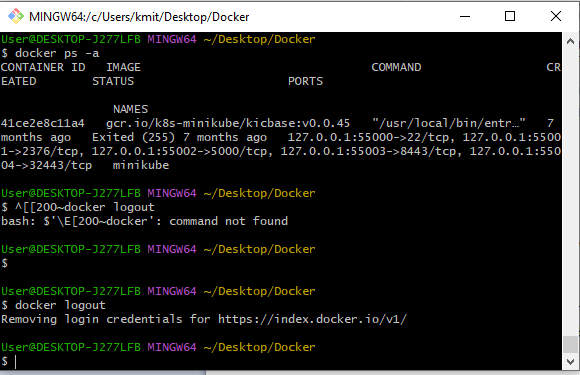 MINGW64:/c/Users/kmit/Desktop/Docker
User@DESKTOP-J277LFB MINGW64 ~/Desktop/Docker
$ docker ps -a
CONTAINER ID   IMAGE                                 COMMAND                  CR
EATED        STATUS                       PORTS
                NAMES
41ce2e8c11a4   gcr.io/k8s-minikube/kicbase:v0.0.45   "/usr/local/bin/entr…"   7
months ago   Exited (255) 7 months ago   127.0.0.1:55000->22/tcp, 127.0.0.1:5500
1->2376/tcp, 127.0.0.1:55002->5000/tcp, 127.0.0.1:55003->8443/tcp, 127.0.0.1:550
04->32443/tcp   minikube
User@DESKTOP-J277LFB MINGW64 ~/Desktop/Docker
$ ^[[200~docker logout
bash: $'\E[200~docker': command not found
User@DESKTOP-J277LFB MINGW64 ~/Desktop/Docker
$
User@DESKTOP-J277LFB MINGW64 ~/Desktop/Docker
$ docker logout
Removing login credentials for https://index.docker.io/v1/
User@DESKTOP-J277LFB MINGW64 ~/Desktop/Docker
$